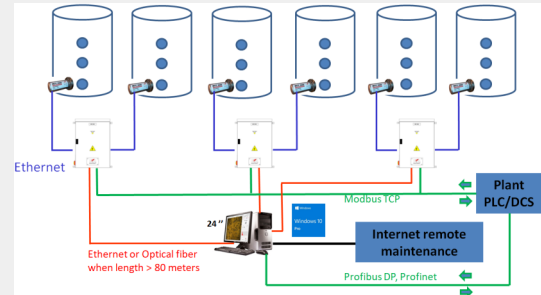 Ethernet
Modbus TCP
Plant
PLC/DCS
24 "
Windows 10
Pro
Internet remote
maintenance
Ethernet or Optical fiber
when length > 80 meters
Profibus DP, Profinet